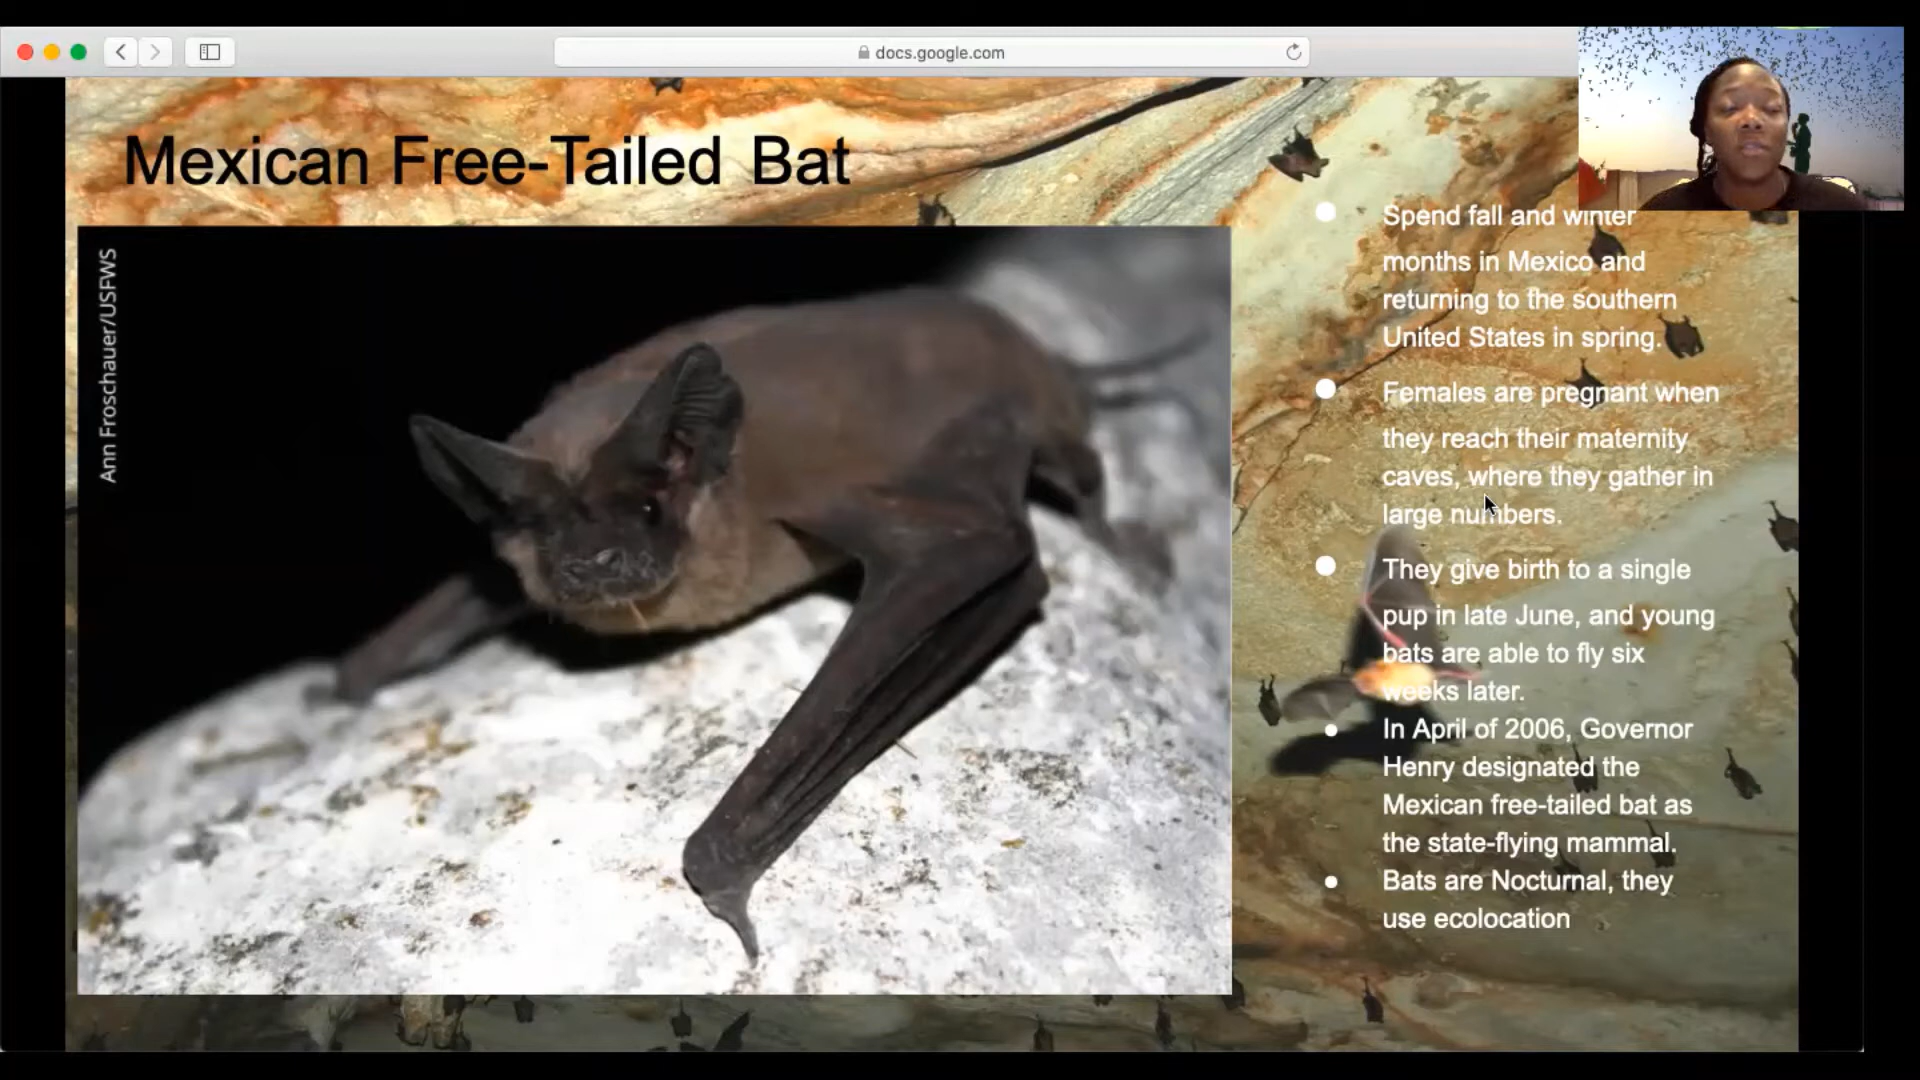 docs.google.com
Mexican Free-Tailed Bat
Ann Froschauer/USFWS
Spend fall and winter
months in Mexico and
returning to the southern
United States in spring.
Females are pregnant when
they reach their maternity
caves, where they gather in
large numbers.
They give birth to a single
pup in late June, and young
bats are able to fly six
weeks later.
In April of 2006, Governor
Henry designated the
Mexican free-tailed bat as
the state-flying mammal.
Bats are Nocturnal, they
use ecolocation